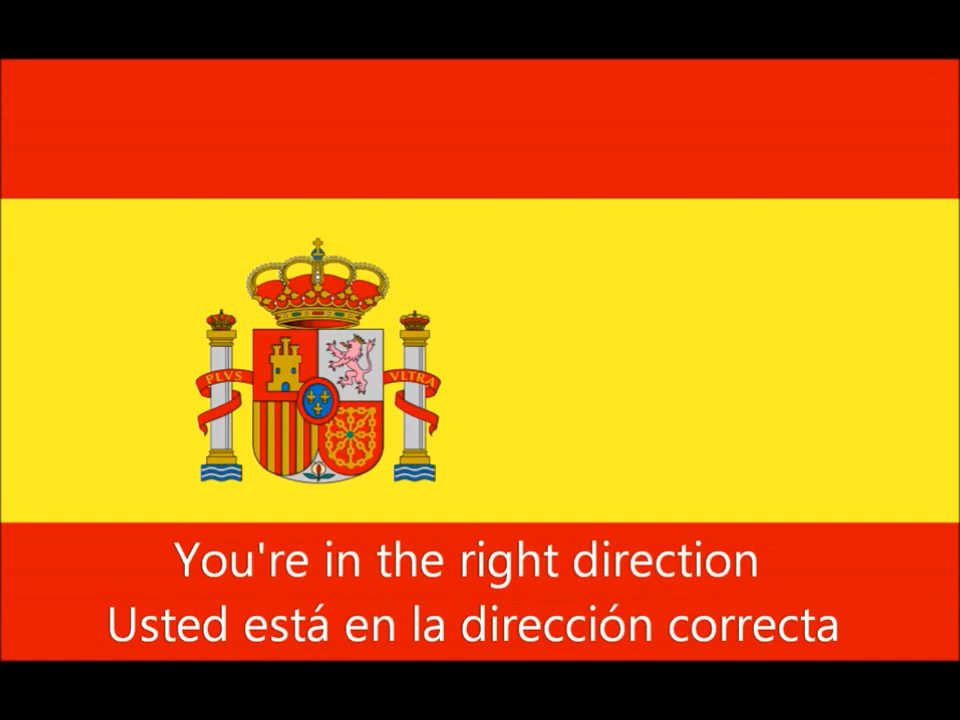 PLVS VLTRA
You're in the right direction
Usted está en la dirección correcta